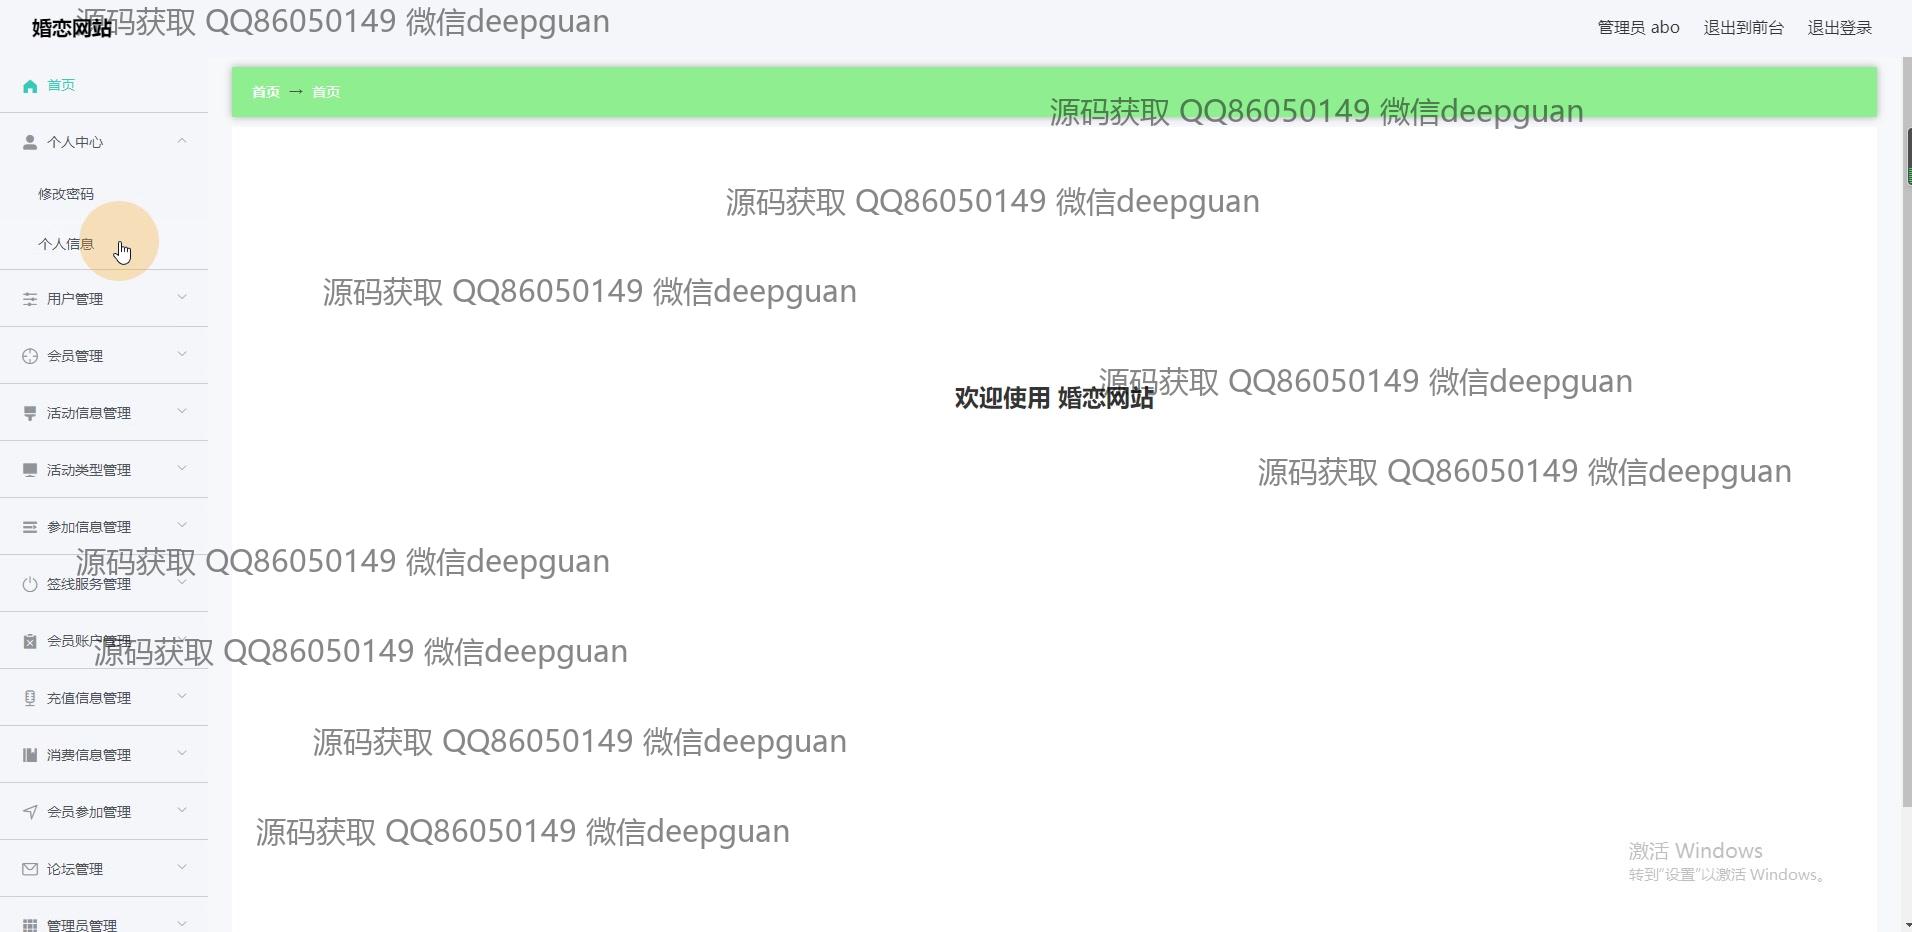 婚恋网站
源码获取 QQ86050149 微信deepguan
管理员 abo 退出到前台 退出登录
首页
首页 → 首页
源码获取 QQ86050149 微信deepguan
个人中心
修改密码
源码获取 QQ86050149 微信deepguan
个人信息
源码获取 QQ86050149 微信deepguan
用户管理
会员管理
源码获取 QQ86050149 微信deepguan
欢迎使用 婚恋网站
活动信息管理
活动类型管理
源码获取 QQ86050149 微信deepguan
参加信息管理
源码获取 QQ86050149 微信deepguan
签线服务管理
会员账户管理
源码获取 QQ86050149 微信deepguan
充值信息管理
源码获取 QQ86050149 微信deepguan
消费信息管理
会员参加管理
源码获取 QQ86050149 微信deepguan
激活 Windows
论坛管理
转到"设置"以激活 Windows。
管理员管理